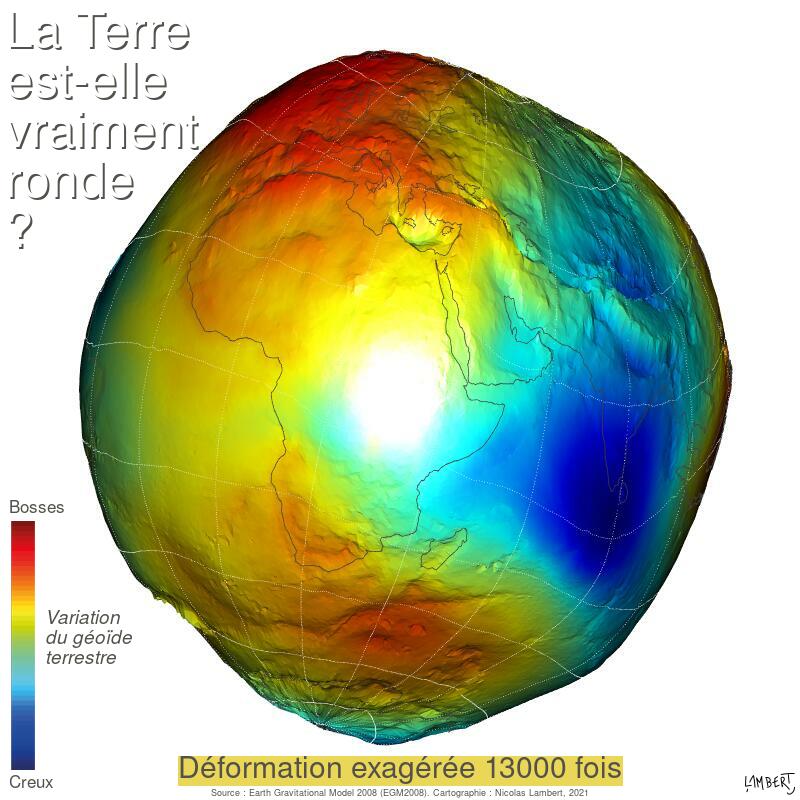 La Terre
est-elle
vraiment
ronde
?
Bosses
Variation
du géoïde
terrestre
Creux
Déformation exagérée 13000 fois
Source : Earth Gravitational Model 2008 (EGM2008). Cartographie : Nicolas Lambert, 2021
LAMBERT